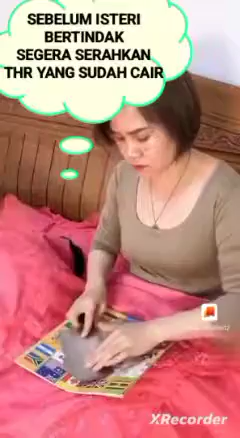 SEBELUM ISTERI
BERTINDAK
SEGERA SERAHKAN
THR YANG SUDAH CAIR
XRecorder